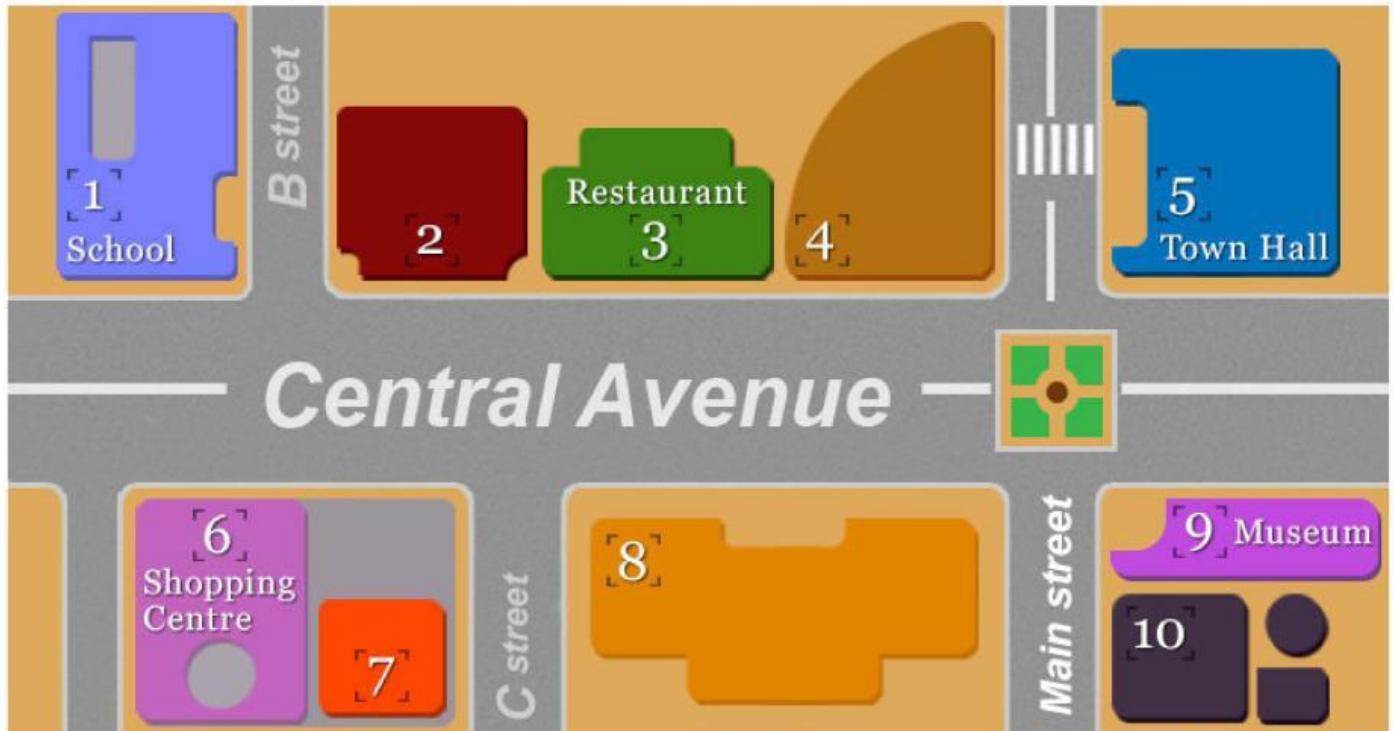 B street
1
School
2
Restaurant
3
4
5
Town Hall
Central Avenue
6
Shopping
Centre
7
C street
8
Main street
9 Museum
10